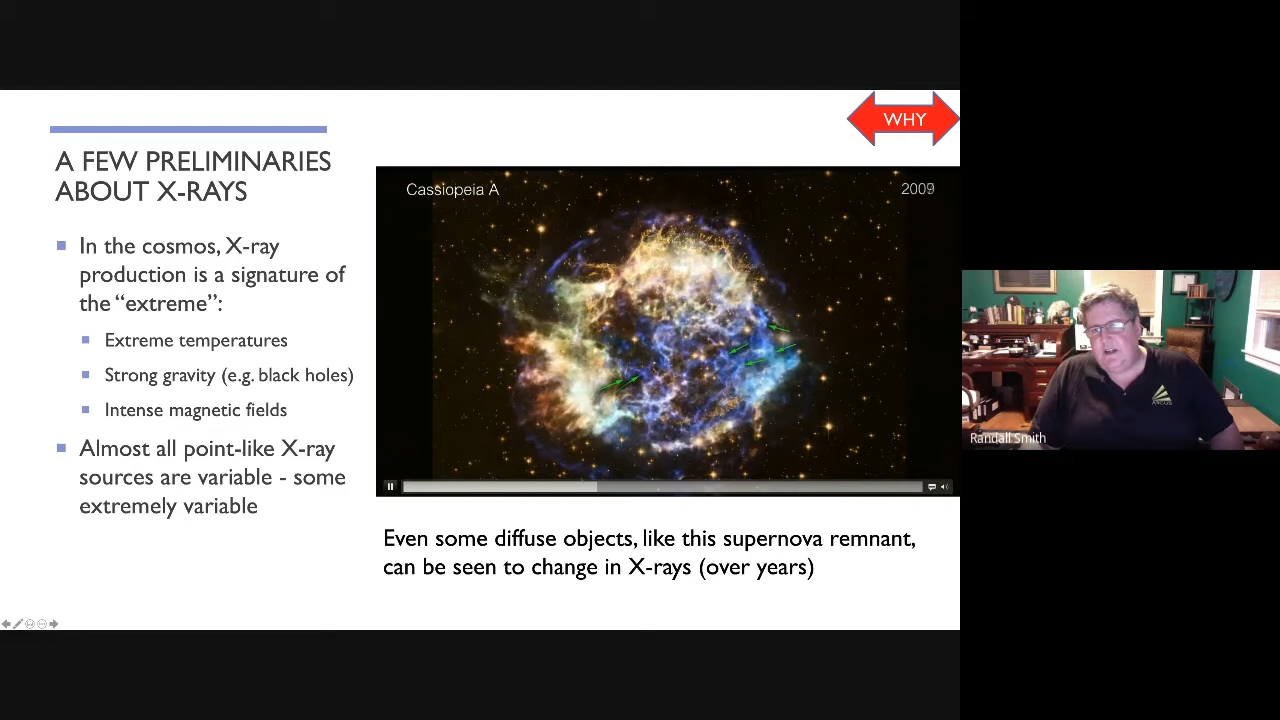 WHY
A FEW PRELIMINARIES
ABOUT X-RAYS
In the cosmos, X-ray
production is a signature of
the “extreme”:
Extreme temperatures
Strong gravity (e.g. black holes)
Intense magnetic fields
Almost all point-like X-ray
sources are variable - some
extremely variable
Cassiopeia A
2009
Even some diffuse objects, like this supernova remnant,
can be seen to change in X-rays (over years)
ARCUS
Randall Smith